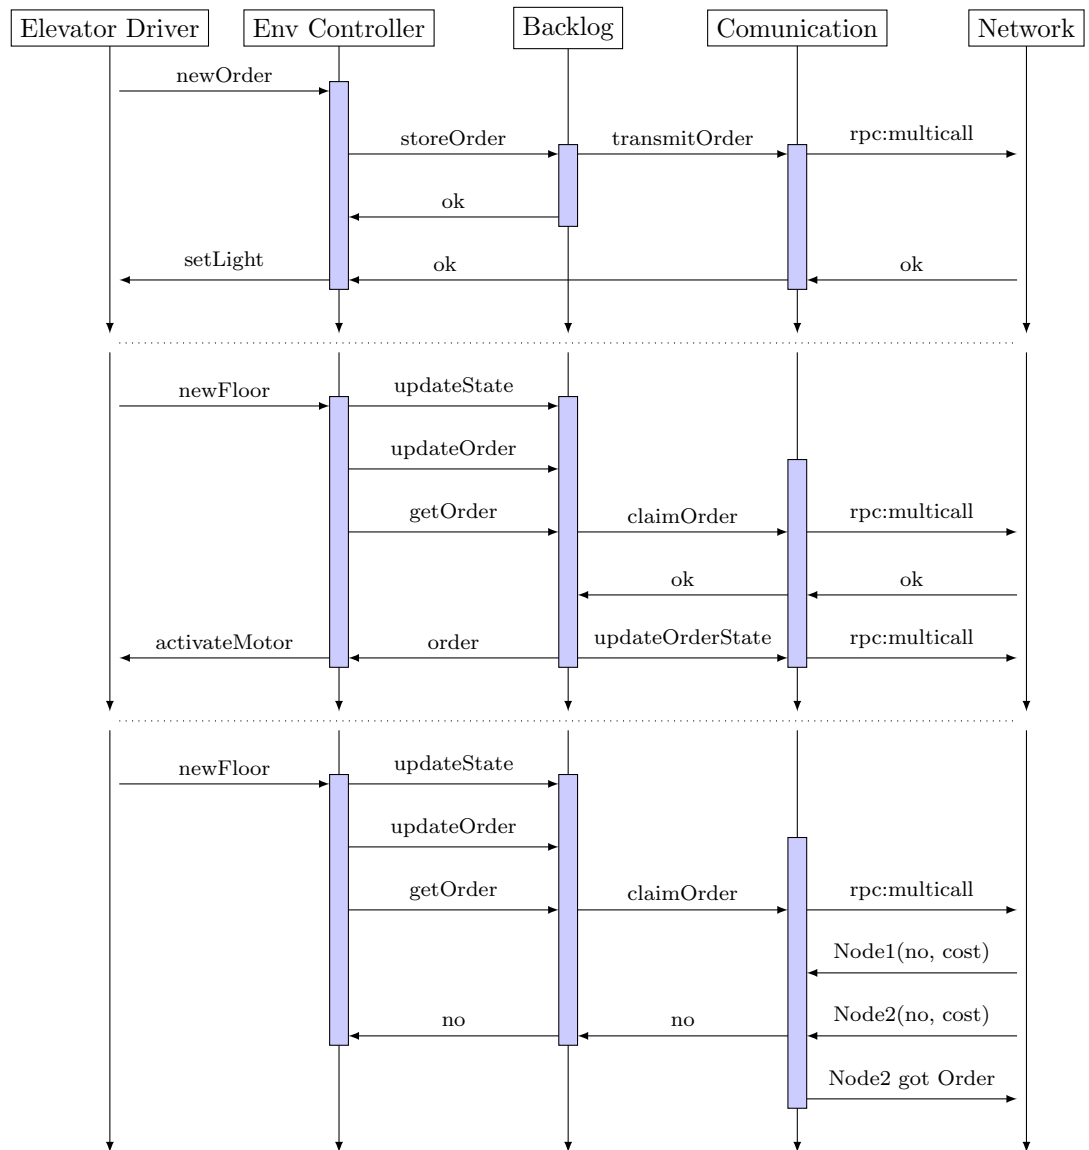 Elevator Driver
Env Controller
Backlog
Comunication
Network
newOrder
storeOrder
transmitOrder
rpc:multicall
ok
setLight
ok
ok
newFloor
updateState
updateOrder
getOrder
claimOrder
rpc:multicall
ok
ok
activateMotor
order
updateOrderState
rpc:multicall
newFloor
updateState
updateOrder
getOrder
claimOrder
rpc:multicall
Node1(no, cost)
no
no
Node2(no, cost)
Node2 got Order